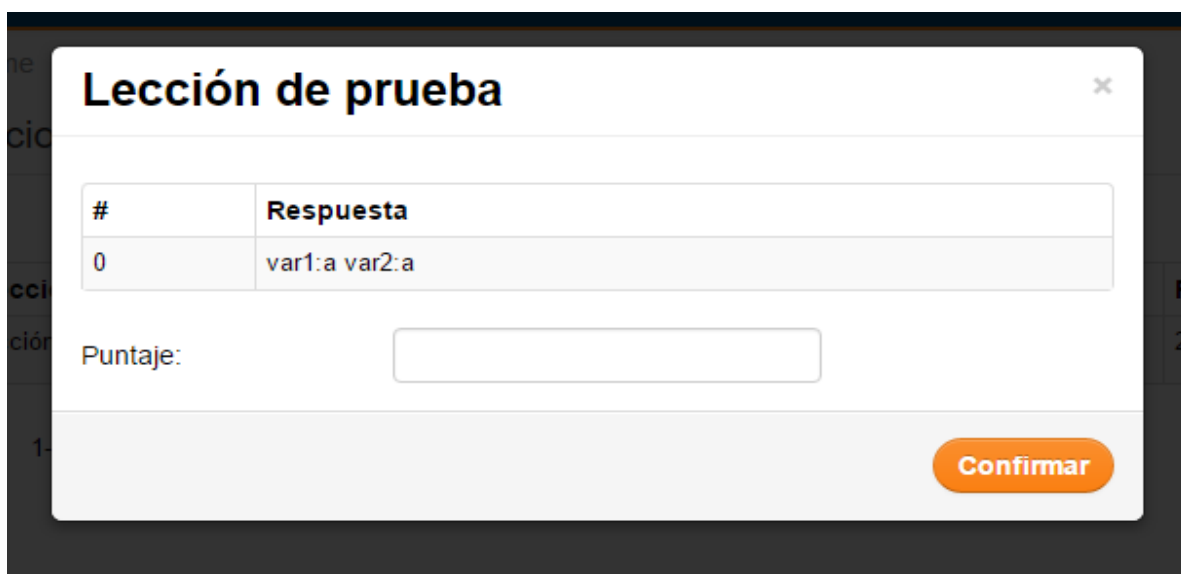 Lección de prueba ×
# Respuesta
0 var1:a var2:a
Puntaje:
Confirmar